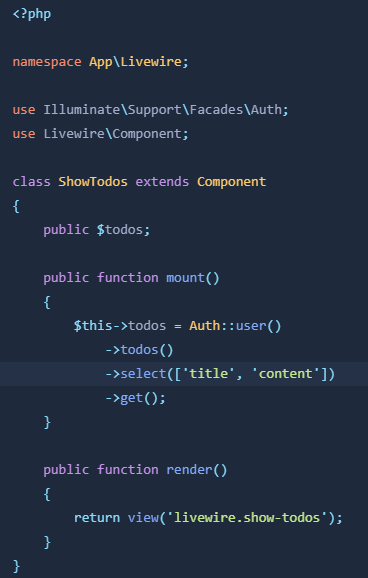 <?php
namespace App\Livewire;
use Illuminate\Support\Facades\Auth;
use Livewire\Component;
class ShowTodos extends Component
{
    public $todos;
    public function mount()
    {
        $this->todos = Auth::user()
            ->todos()
            ->select(['title', 'content'])
            ->get();
    }
    public function render()
    {
        return view('livewire.show-todos');
    }
}